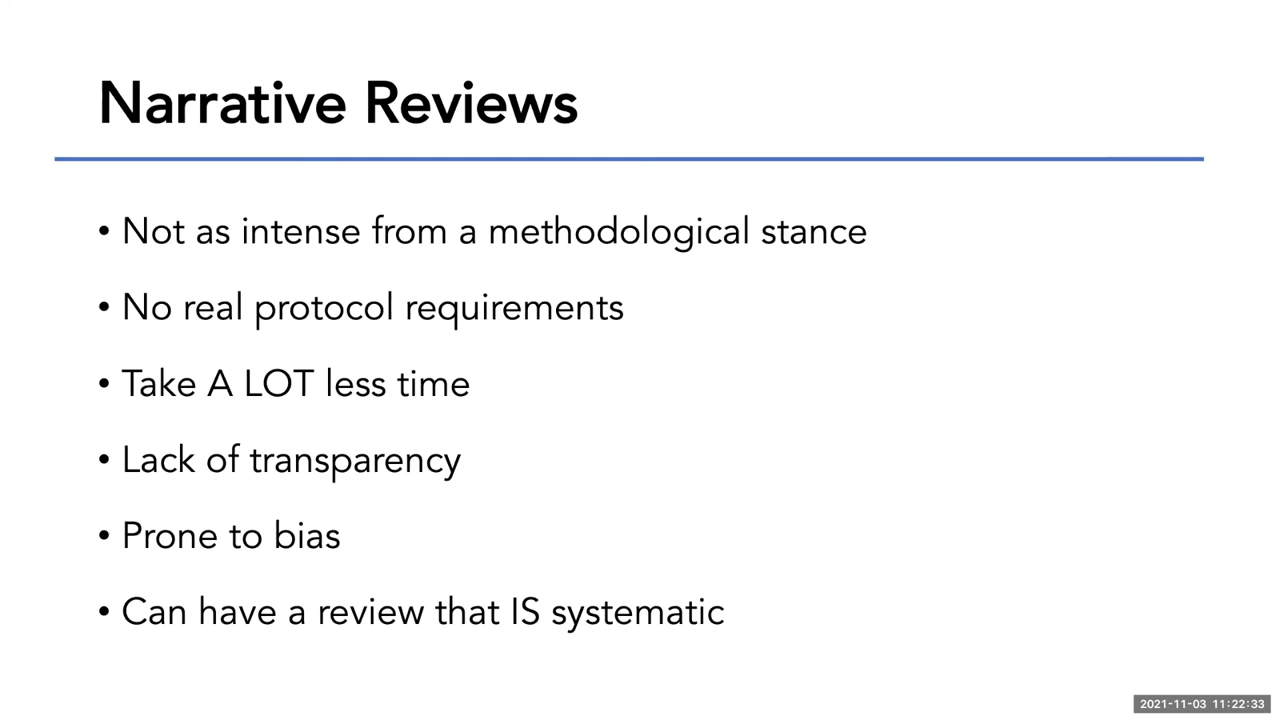 Narrative Reviews
• Not as intense from a methodological stance
• No real protocol requirements
• Take A LOT less time
• Lack of transparency
• Prone to bias
• Can have a review that IS systematic
2021-11-03 11:22:33